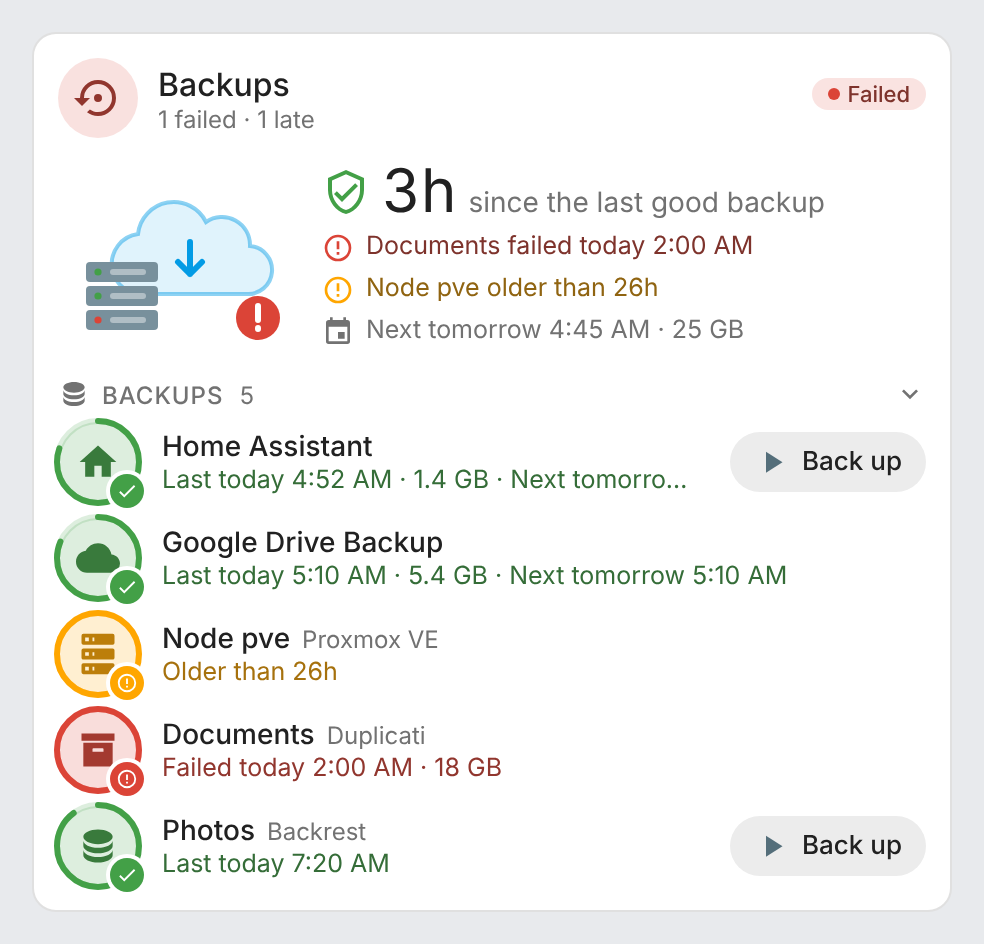 Backups
1 failed · 1 late
Failed
3h since the last good backup
Documents failed today 2:00 AM
Node pve older than 26h
Next tomorrow 4:45 AM · 25 GB
BACKUPS 5
Home Assistant
Last today 4:52 AM · 1.4 GB · Next tomorro...
Back up
Google Drive Backup
Last today 5:10 AM · 5.4 GB · Next tomorrow 5:10 AM
Node pve Proxmox VE
Older than 26h
Documents Duplicati
Failed today 2:00 AM · 18 GB
Photos Backrest
Last today 7:20 AM
Back up